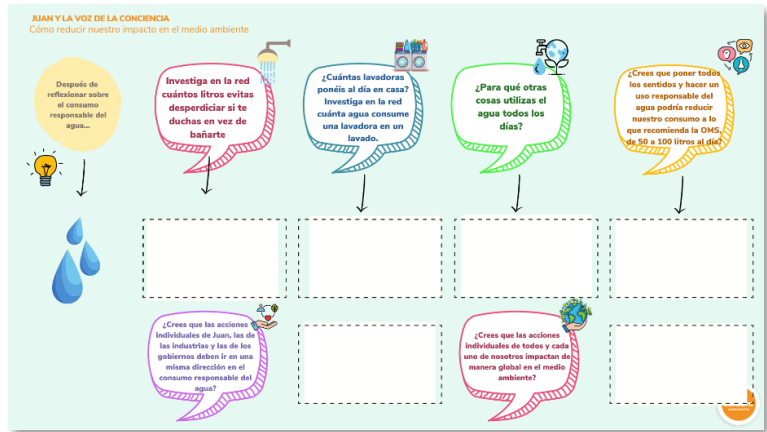 JUAN Y LA VOZ DE LA CONCIENCIA
Cómo reducir nuestro impacto en el medio ambiente
Después de
reflexionar sobre
el consumo
responsable del
agua...
Investiga en la red
cuántos litros evitas
desperdiciar si te
duchas en vez de
bañarte
¿Cuántas lavadoras
ponéis al día en casa?
Investiga en la red
cuánta agua consume
una lavadora en un
lavado.
¿Para qué otras
cosas utilizas el
agua todos los
días?
¿Crees que poner todos
los sentidos y hacer un
uso responsable del
agua podría reducir
nuestro consumo a lo
que recomienda la OMS,
de 50 a 100 litros al día?
¿Crees que las acciones
individuales de Juan, las de
las industrias y las de los
gobiernos deben ir en una
misma dirección en el
consumo responsable del
agua?
¿Crees que las acciones
individuales de todos y cada
uno de nosotros impactan de
manera global en el medio
ambiente?